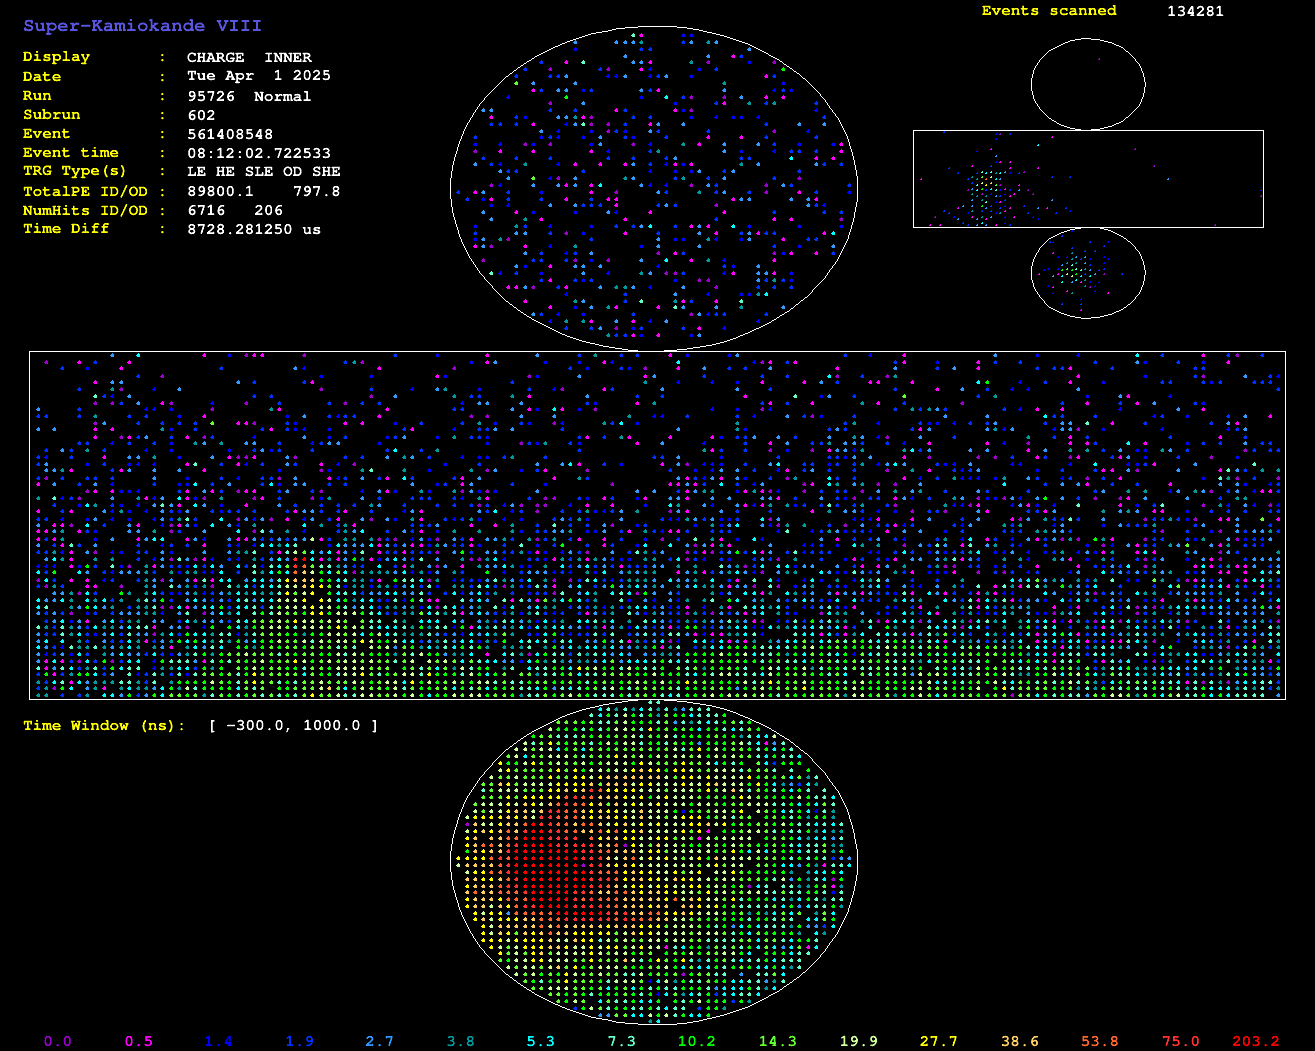 Super-Kamiokande VIII
Events scanned 134281
Display : CHARGE INNER
Date : Tue Apr 1 2025
Run : 95726 Normal
Subrun : 602
Event : 561408548
Event time : 08:12:02.722533
TRG Type(s) : LE HE SLE OD SHE
TotalPE ID/OD : 89800.1 797.8
NumHits ID/OD : 6716 206
Time Diff : 8728.281250 us
Time Window (ns): [ -300.0, 1000.0 ]
0.0 0.5 1.4 1.9 2.7 3.8 5.3 7.3 10.2 14.3 19.9 27.7 38.6 53.8 75.0 203.2